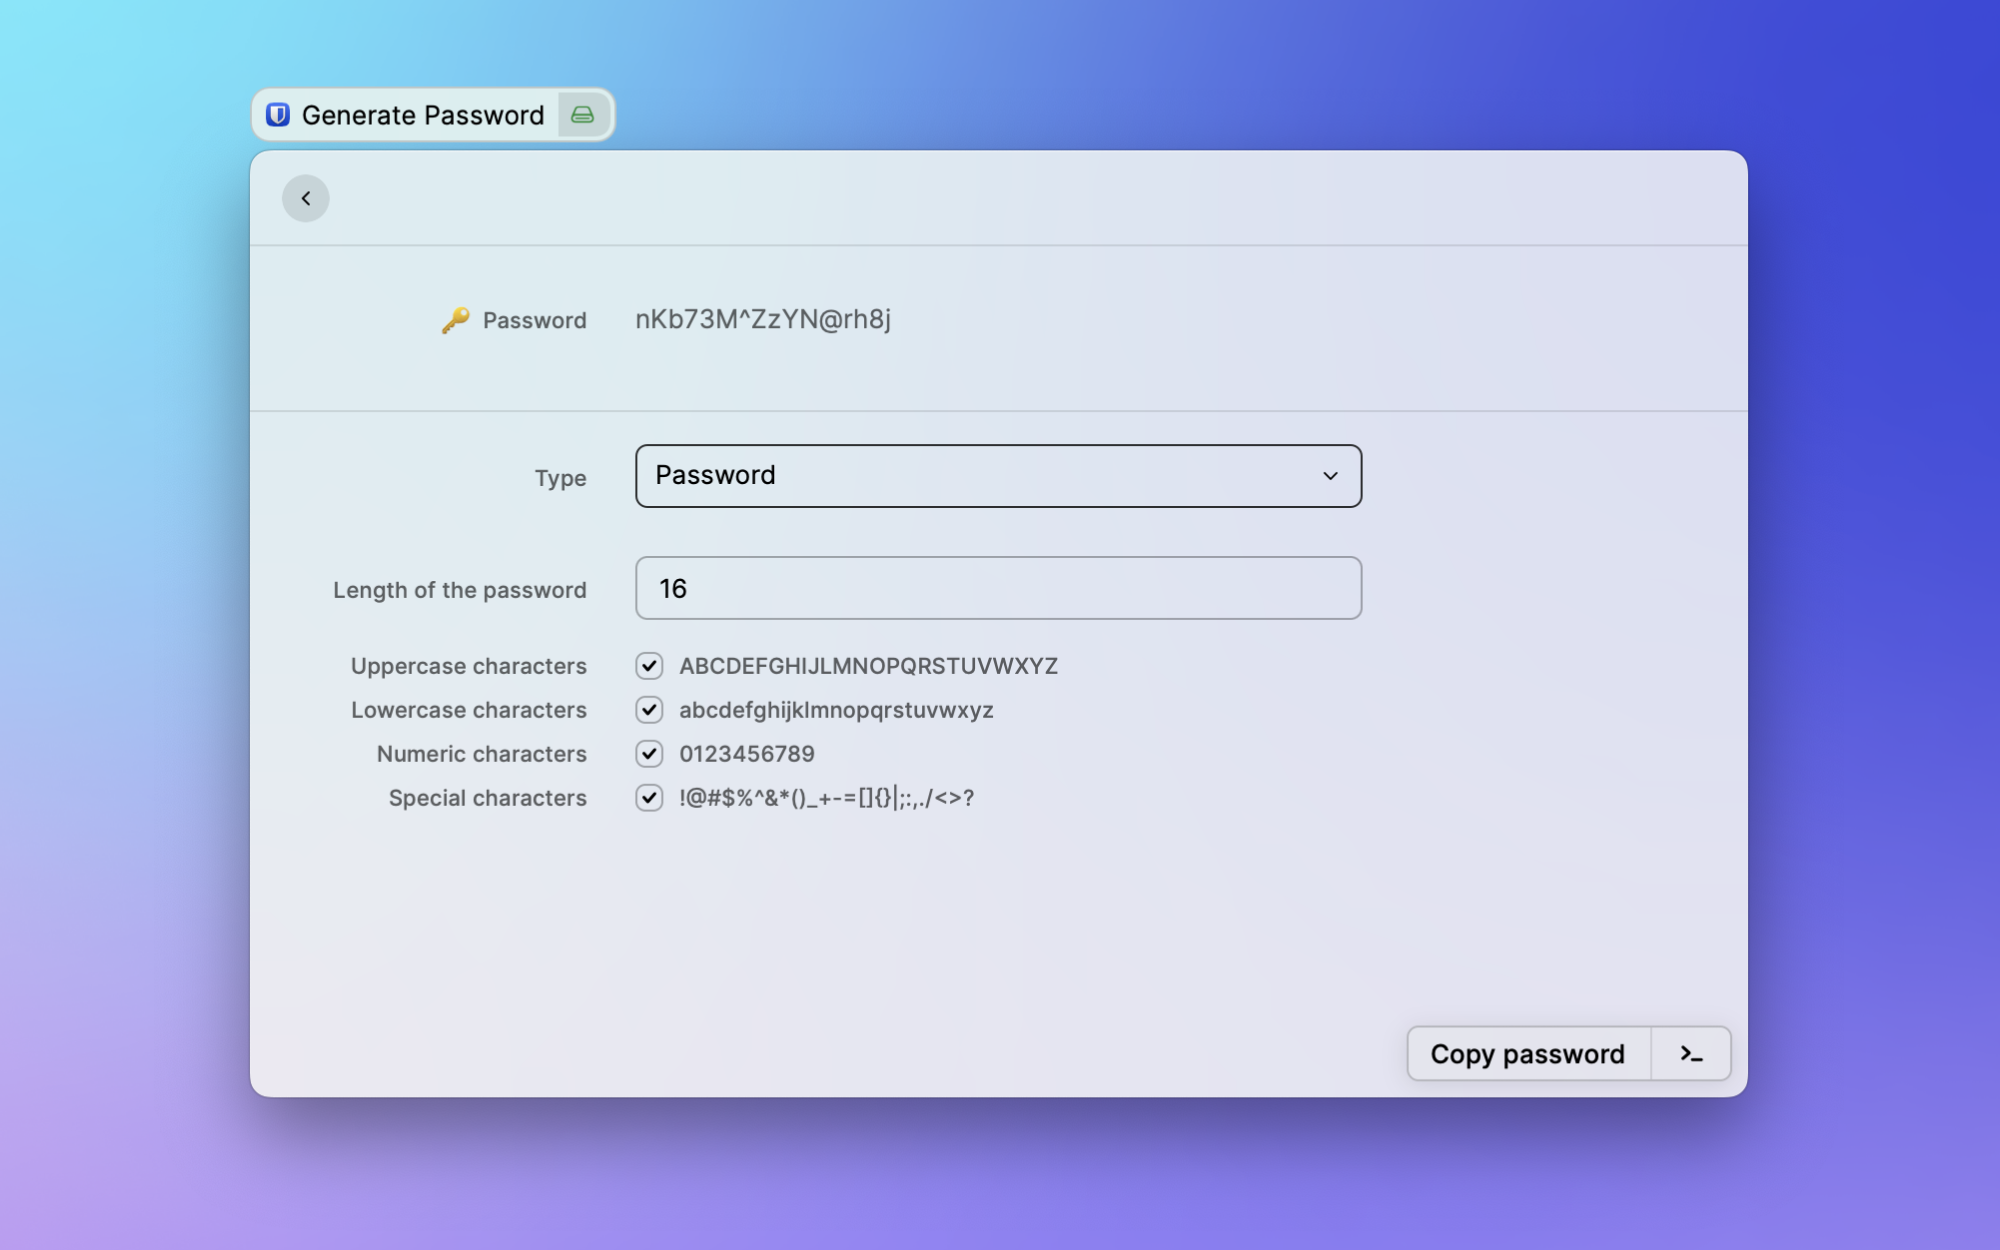 Generate Password
Password nKb73M^ZzYN@rh8j
Type Password
Length of the password 16
Uppercase characters ABCDEFGHIJLMNOPQRSTUVWXYZ
Lowercase characters abcdefghijklmnopqrstuvwxyz
Numeric characters 0123456789
Special characters !@#$%^&*()_+-=[]{}|;:,./<>?
Copy password >_